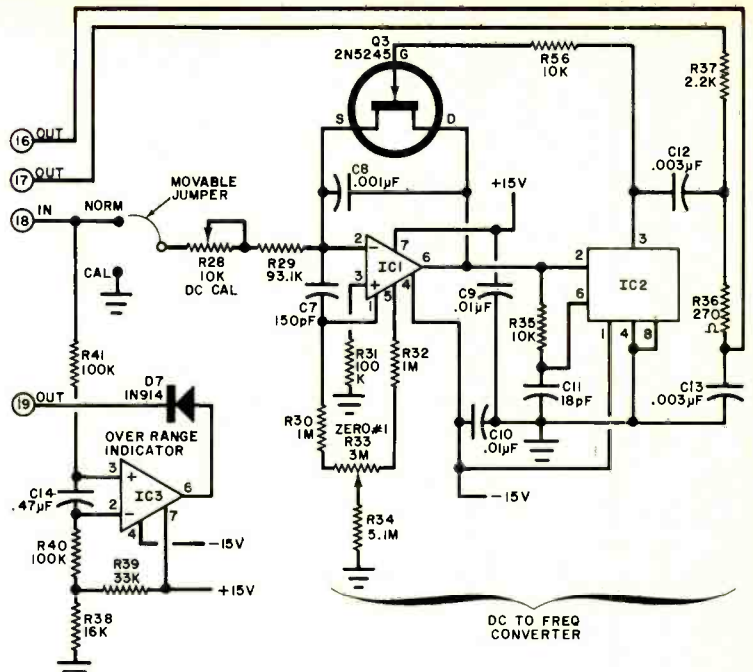 Q3
2N5245
G
S
D
R56
10K
R37
2.2K
16 OUT
17 OUT
18 IN
NORM
MOVABLE
JUMPER
CAL
C8
.001µF
+15V
C12
.003µF
R28
10K
DC CAL
R29
93.1K
2
−
3
+
IC1
7
6
1
5
4
C7
150pF
C9
.01µF
3
2
6
IC2
1
4
8
R35
10K
R36
270
Ω
R41
100K
R31
100
K
R32
1M
C11
18pF
C13
.003µF
D7
1N914
19 OUT
OVER RANGE
INDICATOR
R30
1M
ZERO #1
R33
3M
C10
.01µF
−15V
C14
.47µF
3
+
2
−
IC3
6
4
7
−15V
R34
5.1M
R40
100K
R39
33K
+15V
R38
16K
DC TO FREQ
CONVERTER